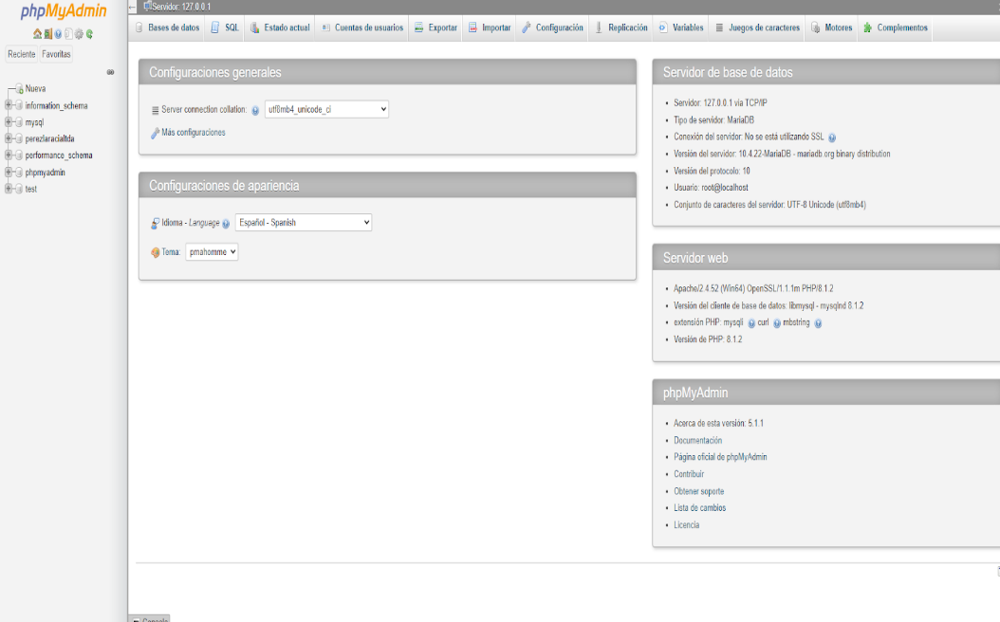 phpMyAdmin
Reciente Favoritas
Nueva
information_schema
mysql
perezlaracialtda
performance_schema
phpmyadmin
test
Servidor: 127.0.0.1
Bases de datos SQL Estado actual Cuentas de usuarios Exportar Importar Configuración Replicación Variables Juegos de caracteres Motores Complementos
Configuraciones generales
Server connection collation: utf8mb4_unicode_ci
Más configuraciones
Configuraciones de apariencia
Idioma - Language Español - Spanish
Tema: pmahomme
Servidor de base de datos
Servidor: 127.0.0.1 via TCP/IP
Tipo de servidor: MariaDB
Conexión del servidor: No se está utilizando SSL
Versión del servidor: 10.4.22-MariaDB - mariadb.org binary distribution
Versión del protocolo: 10
Usuario: root@localhost
Conjunto de caracteres del servidor: UTF-8 Unicode (utf8mb4)
Servidor web
Apache/2.4.52 (Win64) OpenSSL/1.1.1m PHP/8.1.2
Versión del cliente de base de datos: libmysql - mysqlnd 8.1.2
extensión PHP: mysqli curl mbstring
Versión de PHP: 8.1.2
phpMyAdmin
Acerca de esta versión: 5.1.1
Documentación
Página oficial de phpMyAdmin
Contribuir
Obtener soporte
Lista de cambios
Licencia
Consola